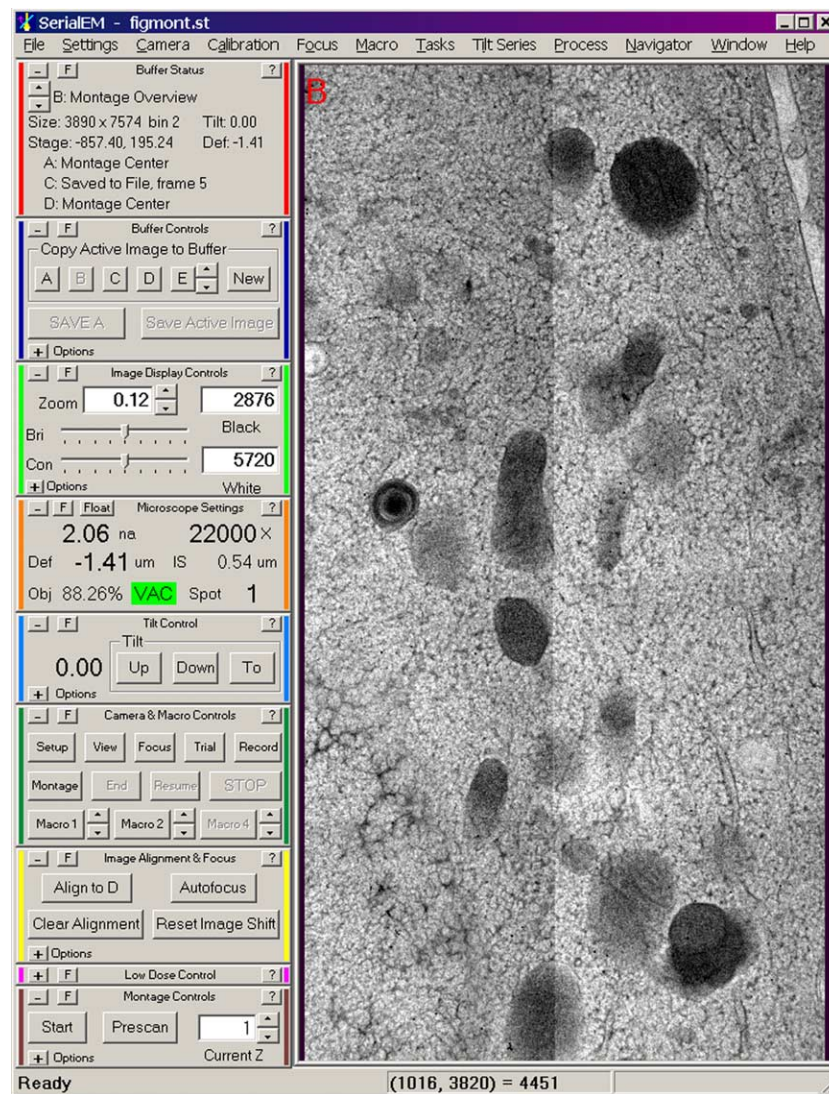 SerialEM - figmont.st
File Settings Camera Calibration Focus Macro Tasks Tilt Series Process Navigator Window Help
- F Buffer Status ?
B: Montage Overview
Size: 3890 x 7574 bin 2 Tilt: 0.00
Stage: -857.40, 195.24 Def: -1.41
A: Montage Center
C: Saved to File, frame 5
D: Montage Center
- F Buffer Controls ?
Copy Active Image to Buffer
A B C D E New
SAVE A Save Active Image
+ Options
- F Image Display Controls ?
Zoom 0.12 2876
Bri Black
Con 5720
+ Options White
- F Float Microscope Settings ?
2.06 na 22000 x
Def -1.41 um IS 0.54 um
Obj 88.26% VAC Spot 1
- F Tilt Control ?
Tilt
0.00 Up Down To
+ Options
- F Camera & Macro Controls ?
Setup View Focus Trial Record
Montage End Resume STOP
Macro 1 Macro 2 Macro 4
- F Image Alignment & Focus ?
Align to D Autofocus
Clear Alignment Reset Image Shift
+ Options
+ F Low Dose Control ?
- F Montage Controls ?
Start Prescan 1
+ Options Current Z
B
Ready (1016, 3820) = 4451